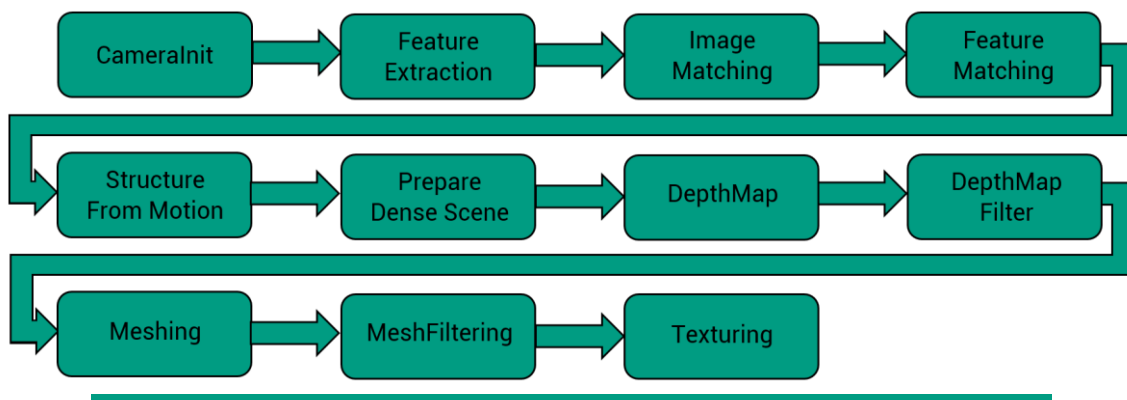 CameraInit
Feature
Extraction
Image
Matching
Feature
Matching
Structure
From Motion
Prepare
Dense Scene
DepthMap
DepthMap
Filter
Meshing
MeshFiltering
Texturing